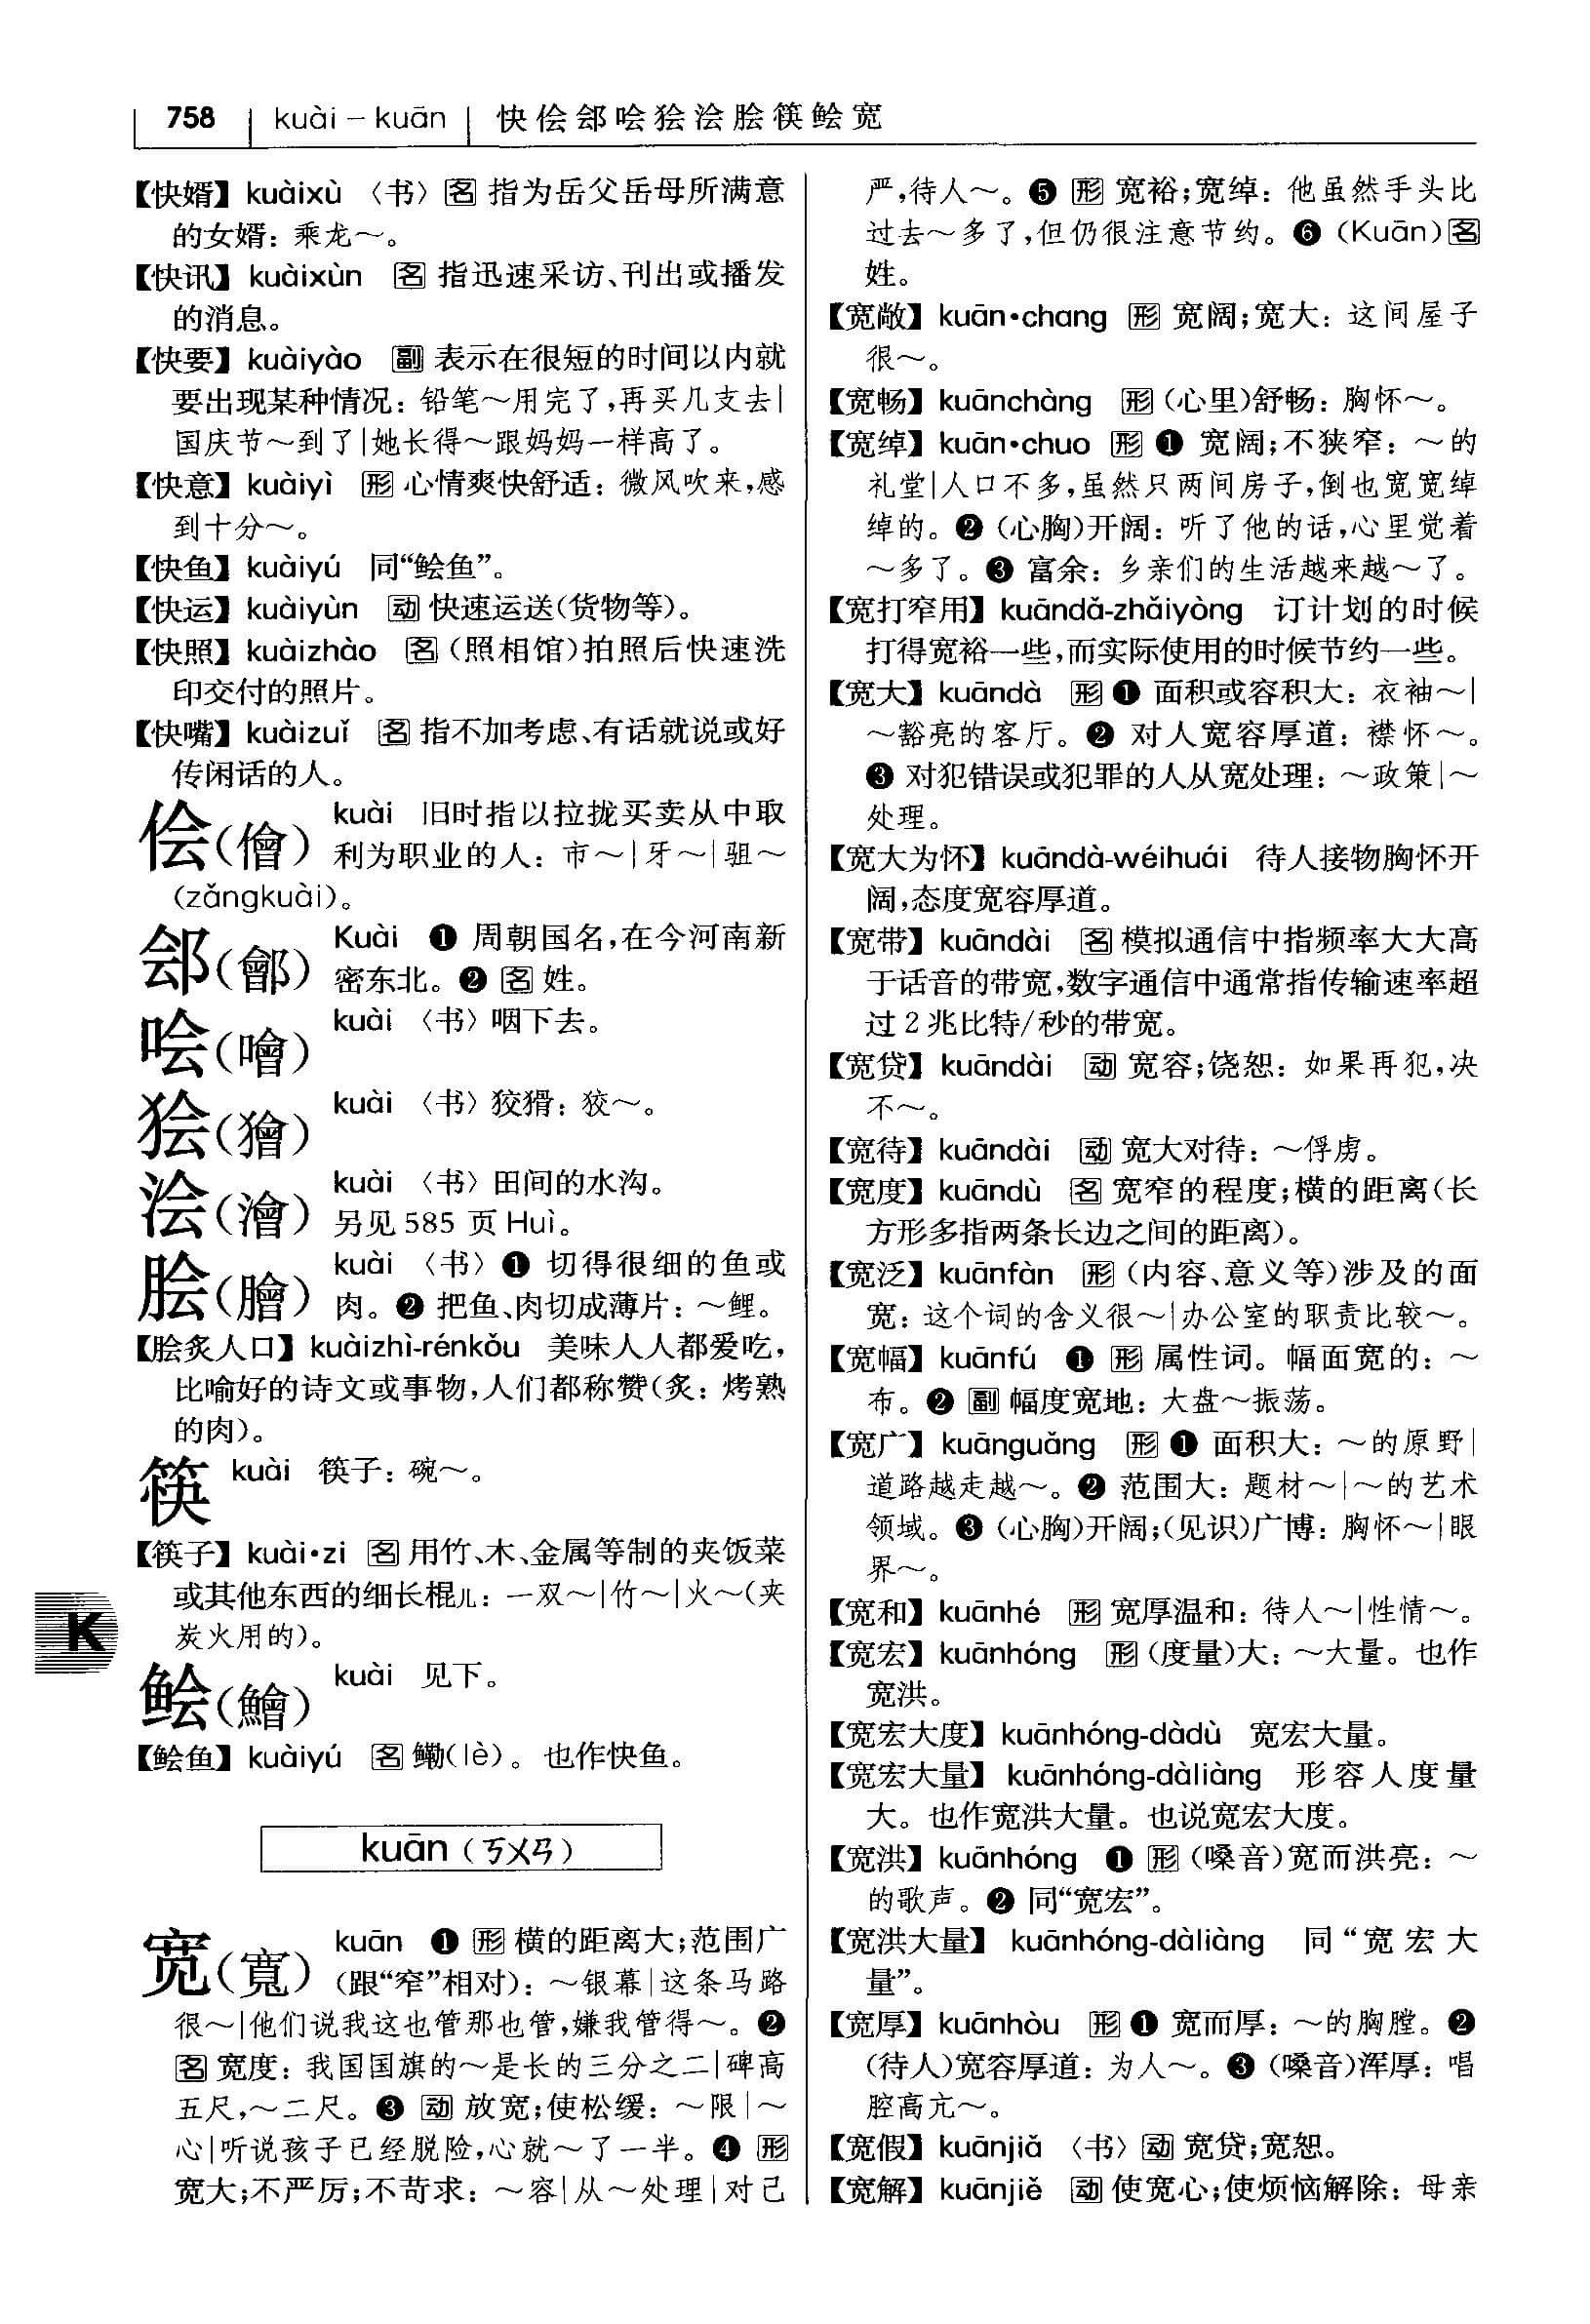 758 kuài – kuān 快侩郐哙狯浍脍筷鲙宽
【快婿】kuàixù 〈书〉名 指为岳父岳母所满意
的女婿：乘龙～。
【快讯】kuàixùn 名 指迅速采访、刊出或播发
的消息。
【快要】kuàiyào 副 表示在很短的时间以内就
要出现某种情况：铅笔～用完了，再买几支去|
国庆节～到了|她长得～跟妈妈一样高了。
【快意】kuàiyì 形 心情爽快舒适：微风吹来，感
到十分～。
【快鱼】kuàiyú 同“鲙鱼”。
【快运】kuàiyùn 动 快速运送（货物等）。
【快照】kuàizhào 名（照相馆）拍照后快速洗
印交付的照片。
【快嘴】kuàizuǐ 名 指不加考虑、有话就说或好
传闲话的人。
侩（儈） kuài 旧时指以拉拢买卖从中取
利为职业的人：市～|牙～|驵～
（zǎngkuài）。
郐（鄶） Kuài ❶ 周朝国名，在今河南新
密东北。❷ 名 姓。
哙（噲） kuài 〈书〉咽下去。
狯（獪） kuài 〈书〉狡猾：狡～。
浍（澮） kuài 〈书〉田间的水沟。
另见 585 页 Huì。
脍（膾） kuài 〈书〉❶ 切得很细的鱼或
肉。❷ 把鱼、肉切成薄片：～鲤。
【脍炙人口】kuàizhì-rénkǒu 美味人人都爱吃，
比喻好的诗文或事物，人们都称赞（炙：烤熟
的肉）。
筷 kuài 筷子：碗～。
【筷子】kuài•zi 名 用竹、木、金属等制的夹饭菜
或其他东西的细长棍儿：一双～|竹～|火～（夹
炭火用的）。
K
鲙（鱠） kuài 见下。
【鲙鱼】kuàiyú 名 鳓（lè）。也作快鱼。
kuān（ㄎㄨㄢ）
宽（寬） kuān ❶ 形 横的距离大；范围广
（跟“窄”相对）：～银幕|这条马路
很～|他们说我这也管那也管，嫌我管得～。❷
名 宽度：我国国旗的～是长的三分之二|碑高
五尺，～二尺。❸ 动 放宽；使松缓：～限|～
心|听说孩子已经脱险，心就～了一半。❹ 形
宽大；不严厉；不苛求：～容|从～处理|对己
严，待人～。❺ 形 宽裕；宽绰：他虽然手头比
过去～多了，但仍很注意节约。❻（Kuān）名
姓。
【宽敞】kuān•chang 形 宽阔；宽大：这间屋子
很～。
【宽畅】kuānchàng 形（心里）舒畅：胸怀～。
【宽绰】kuān•chuo 形 ❶ 宽阔；不狭窄：～的
礼堂|人口不多，虽然只两间房子，倒也宽宽绰
绰的。❷（心胸）开阔：听了他的话，心里觉着
～多了。❸ 富余：乡亲们的生活越来越～了。
【宽打窄用】kuāndǎ-zhǎiyòng 订计划的时候
打得宽裕一些，而实际使用的时候节约一些。
【宽大】kuāndà 形 ❶ 面积或容积大：衣袖～|
～豁亮的客厅。❷ 对人宽容厚道：襟怀～。
❸ 对犯错误或犯罪的人从宽处理：～政策|～
处理。
【宽大为怀】kuāndà-wéihuái 待人接物胸怀开
阔，态度宽容厚道。
【宽带】kuāndài 名 模拟通信中指频率大大高
于话音的带宽，数字通信中通常指传输速率超
过 2 兆比特/秒的带宽。
【宽贷】kuāndài 动 宽容；饶恕：如果再犯，决
不～。
【宽待】kuāndài 动 宽大对待：～俘虏。
【宽度】kuāndù 名 宽窄的程度；横的距离（长
方形多指两条长边之间的距离）。
【宽泛】kuānfàn 形（内容、意义等）涉及的面
宽：这个词的含义很～|办公室的职责比较～。
【宽幅】kuānfú ❶ 形 属性词。幅面宽的：～
布。❷ 副 幅度宽地：大盘～振荡。
【宽广】kuānguǎng 形 ❶ 面积大：～的原野|
道路越走越～。❷ 范围大：题材～|～的艺术
领域。❸（心胸）开阔；（见识）广博：胸怀～|眼
界～。
【宽和】kuānhé 形 宽厚温和：待人～|性情～。
【宽宏】kuānhóng 形（度量）大：～大量。也作
宽洪。
【宽宏大度】kuānhóng-dàdù 宽宏大量。
【宽宏大量】kuānhóng-dàliàng 形容人度量
大。也作宽洪大量。也说宽宏大度。
【宽洪】kuānhóng ❶ 形（嗓音）宽而洪亮：～
的歌声。❷ 同“宽宏”。
【宽洪大量】kuānhóng-dàliàng 同“宽宏大
量”。
【宽厚】kuānhòu 形 ❶ 宽而厚：～的胸膛。❷
（待人）宽容厚道：为人～。❸（嗓音）浑厚：唱
腔高亢～。
【宽假】kuānjiǎ 〈书〉动 宽贷；宽恕。
【宽解】kuānjiě 动 使宽心；使烦恼解除：母亲